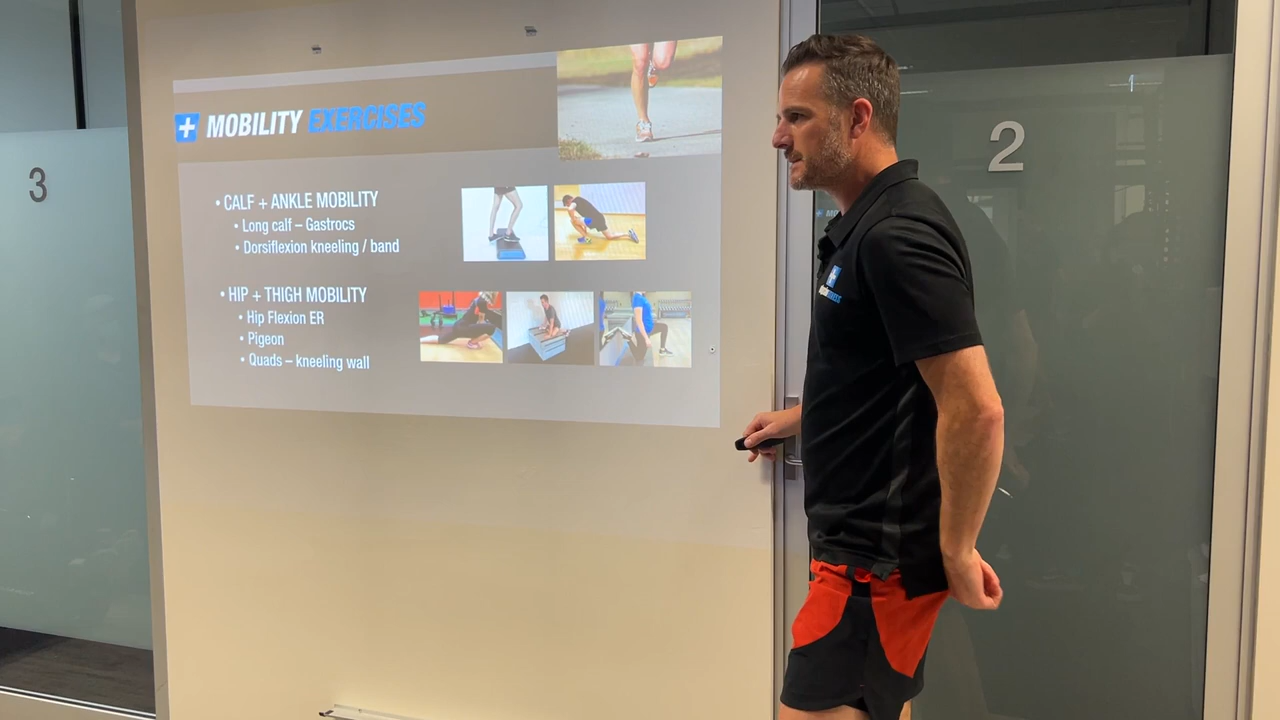 3
MOBILITY EXERCISES
• CALF + ANKLE MOBILITY
• Long calf – Gastrocs
• Dorsiflexion kneeling / band
• HIP + THIGH MOBILITY
• Hip Flexion ER
• Pigeon
• Quads – kneeling wall
2